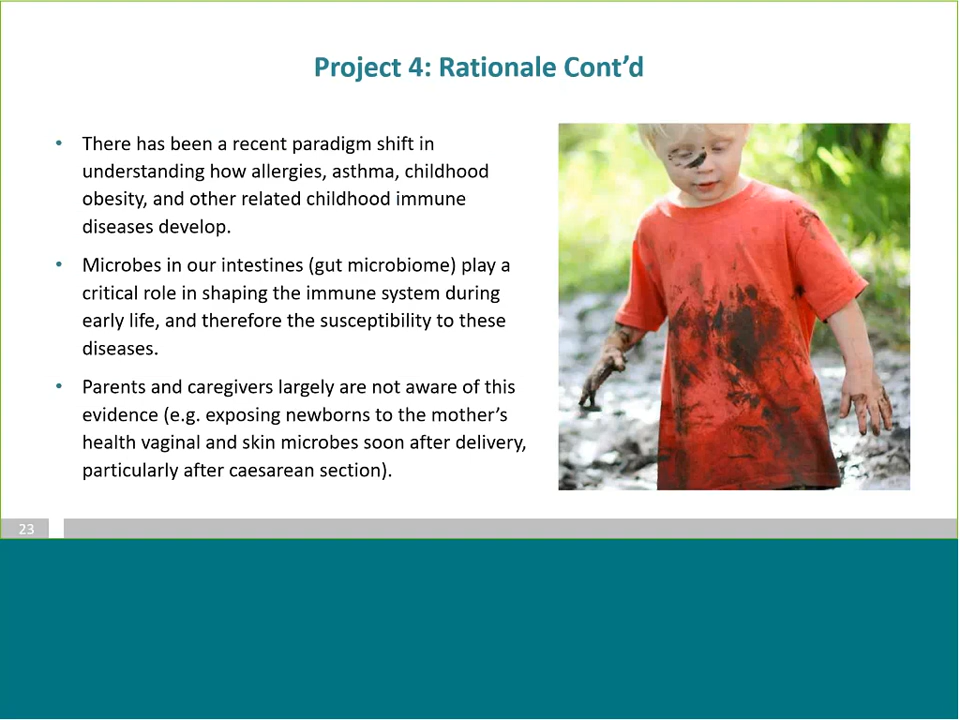 Project 4: Rationale Cont’d
• There has been a recent paradigm shift in
understanding how allergies, asthma, childhood
obesity, and other related childhood immune
diseases develop.
• Microbes in our intestines (gut microbiome) play a
critical role in shaping the immune system during
early life, and therefore the susceptibility to these
diseases.
• Parents and caregivers largely are not aware of this
evidence (e.g. exposing newborns to the mother’s
health vaginal and skin microbes soon after delivery,
particularly after caesarean section).
23